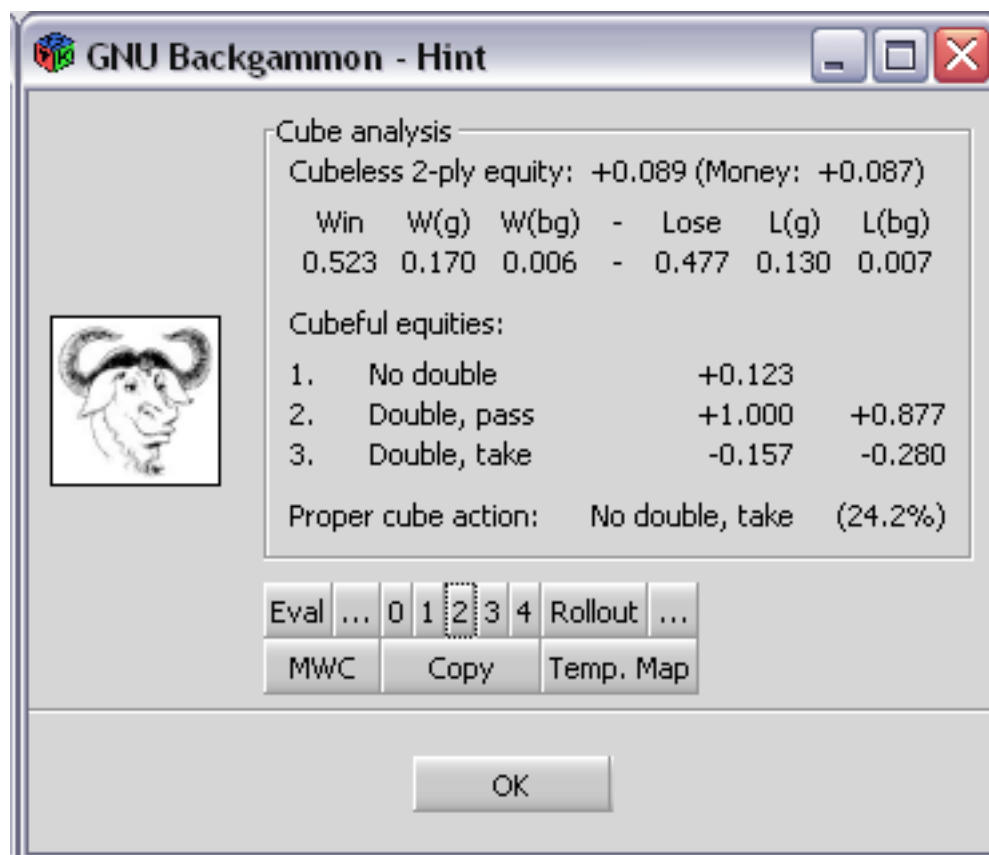 GNU Backgammon - Hint
Cube analysis
Cubeless 2-ply equity: +0.089 (Money: +0.087)
Win W(g) W(bg) - Lose L(g) L(bg)
0.523 0.170 0.006 - 0.477 0.130 0.007
Cubeful equities:
1. No double +0.123
2. Double, pass +1.000 +0.877
3. Double, take -0.157 -0.280
Proper cube action: No double, take (24.2%)
Eval ... 0 1 2 3 4 Rollout ...
MWC Copy Temp. Map
OK